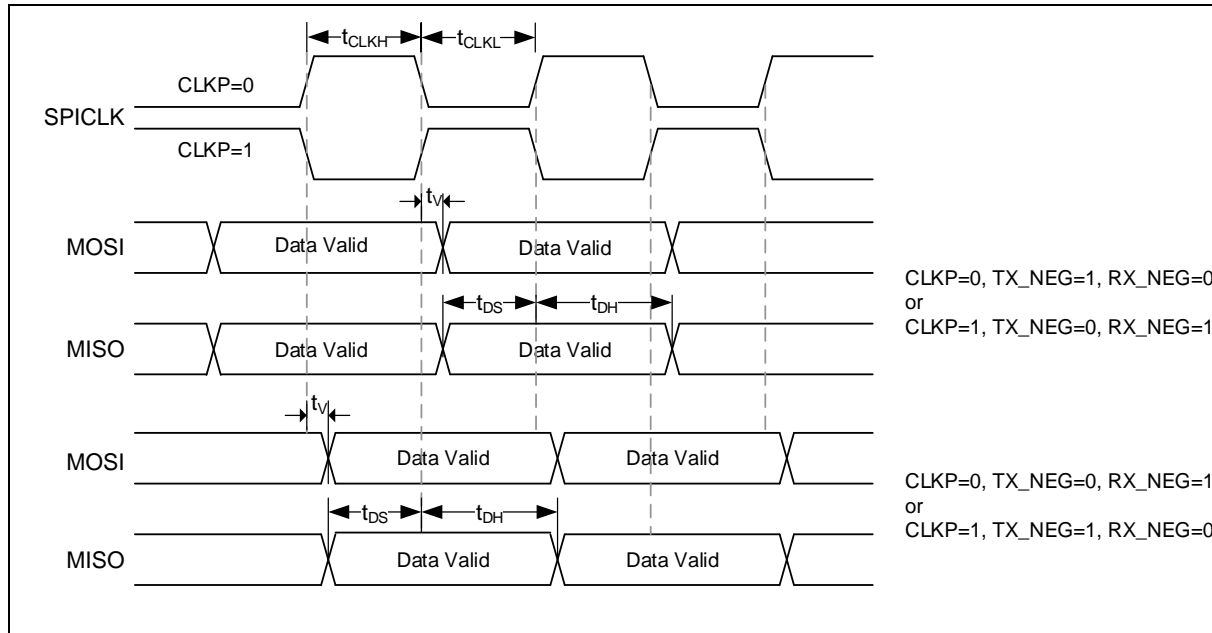 tCLKH
tCLKL
CLKP=0
SPICLK
CLKP=1
tV
MOSI
Data Valid
Data Valid
CLKP=0, TX_NEG=1, RX_NEG=0
or
CLKP=1, TX_NEG=0, RX_NEG=1
tDS
tDH
MISO
Data Valid
Data Valid
tV
MOSI
Data Valid
Data Valid
CLKP=0, TX_NEG=0, RX_NEG=1
or
CLKP=1, TX_NEG=1, RX_NEG=0
tDS
tDH
MISO
Data Valid
Data Valid